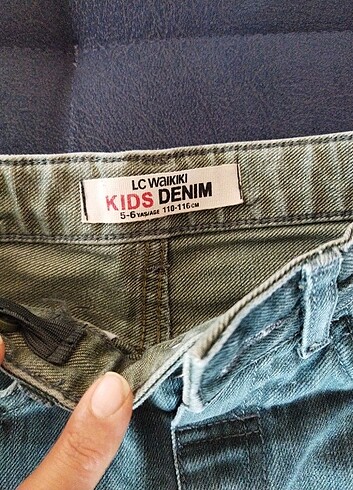 LC WAIKIKI
KIDS DENIM
5-6 YAŞ/AGE 110-116 CM